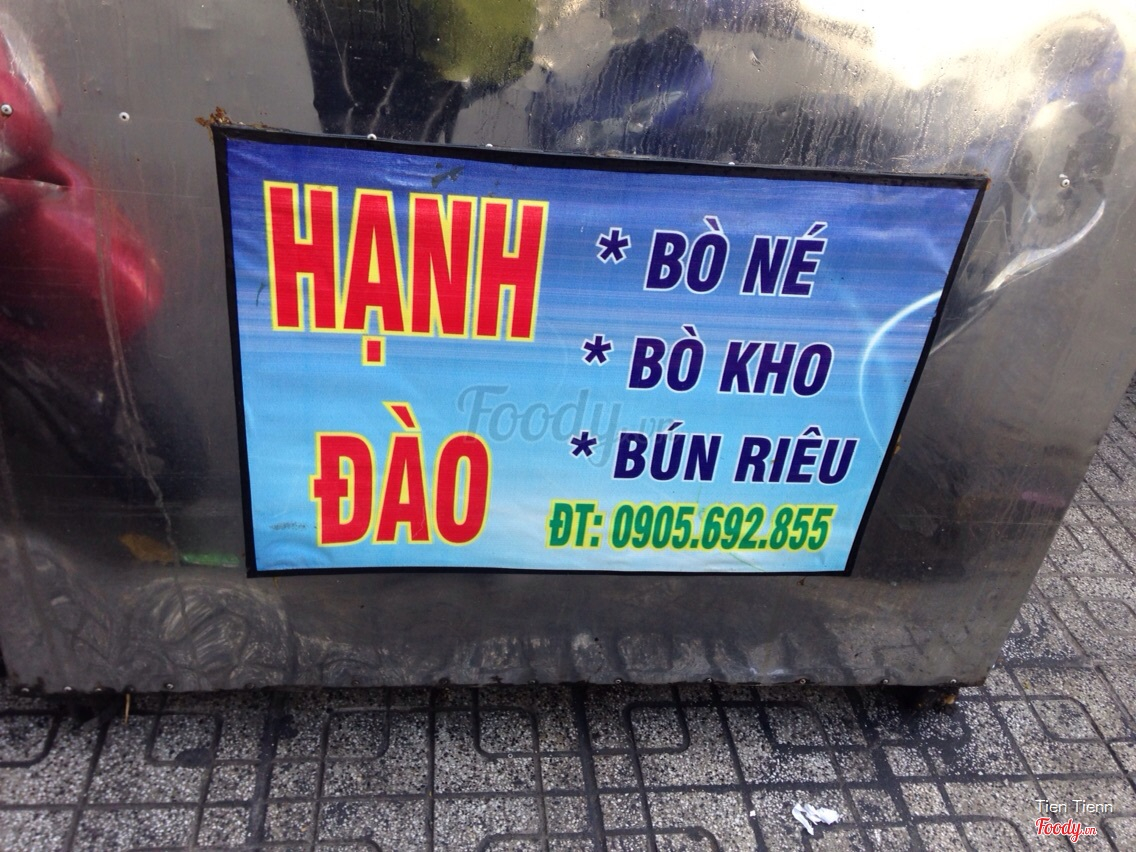 HẠNH
ĐÀO
* BÒ NÉ
* BÒ KHO
* BÚN RIÊU
ĐT: 0905.692.855
Foody.vn
Tien Tienn
Foody.vn